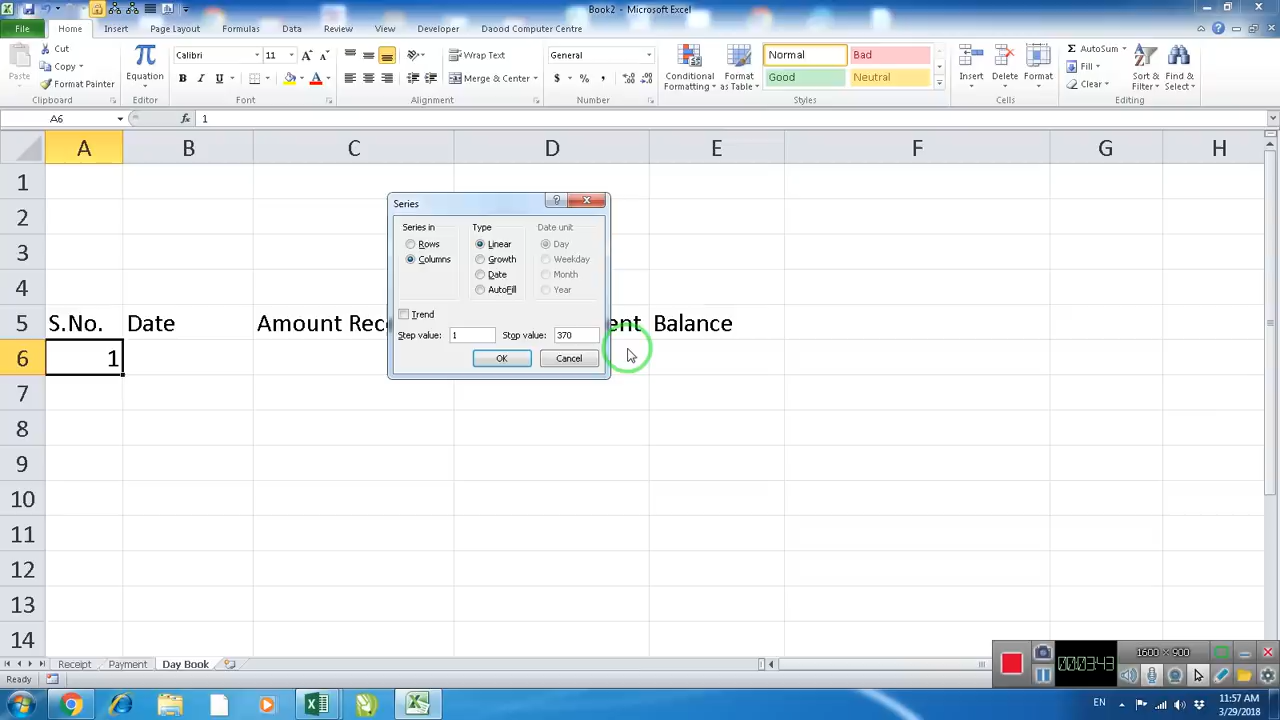 Book2 - Microsoft Excel
File Home Insert Page Layout Formulas Data Review View Developer Daood Computer Centre
Paste Cut Copy Format Painter Clipboard
Equation Editor
Calibri 11 B I U Font
Wrap Text Merge & Center Alignment
General $ % , Number
Conditional Formatting Format as Table Normal Bad Good Neutral Styles
Insert Delete Format Cells
Σ AutoSum Fill Clear Sort & Filter Find & Select Editing
A6 fx 1
A B C D E F G H
1
2
3
4
5 S.No. Date Amount Rec ent Balance
6 1
7
8
9
10
11
12
13
14
Series
Series in Type Date unit
Rows Linear Day
Columns Growth Weekday
Date Month
AutoFill Year
Trend
Step value: 1 Stop value: 370
OK Cancel
Receipt Payment Day Book
Ready
1600 × 900
000343
EN 11:57 AM
3/29/2018